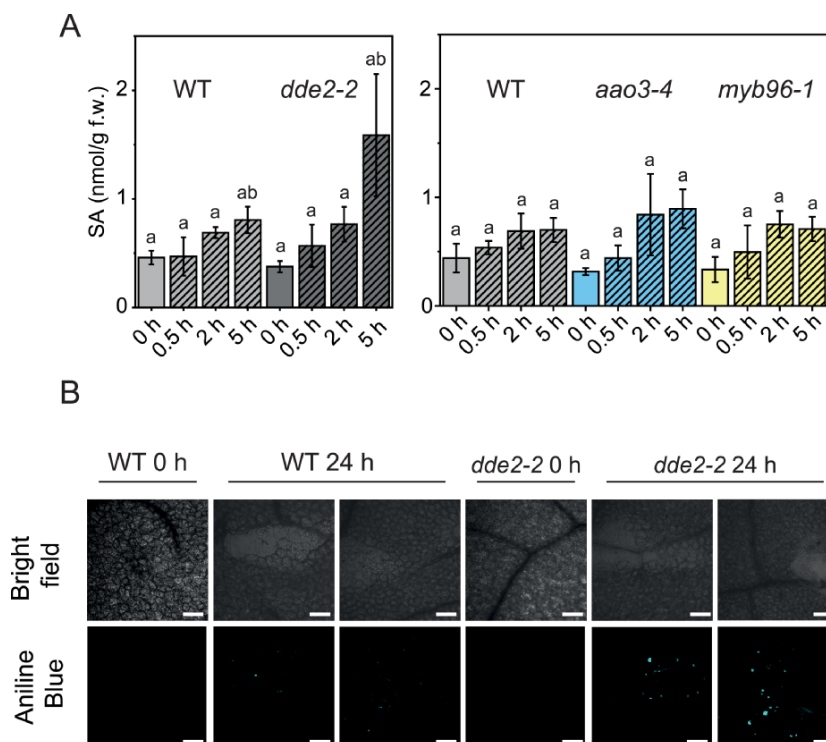 A
SA (nmol/g f.w.)
2
1
0
WT
dde2-2
a
a
a
ab
a
a
a
ab
0 h
0.5 h
2 h
5 h
0 h
0.5 h
2 h
5 h
2
1
0
WT
aao3-4
myb96-1
a
a
a
a
a
a
a
a
a
a
a
a
0 h
0.5 h
2 h
5 h
0 h
0.5 h
2 h
5 h
0 h
0.5 h
2 h
5 h
B
WT 0 h
WT 24 h
dde2-2 0 h
dde2-2 24 h
Bright
field
Aniline
Blue